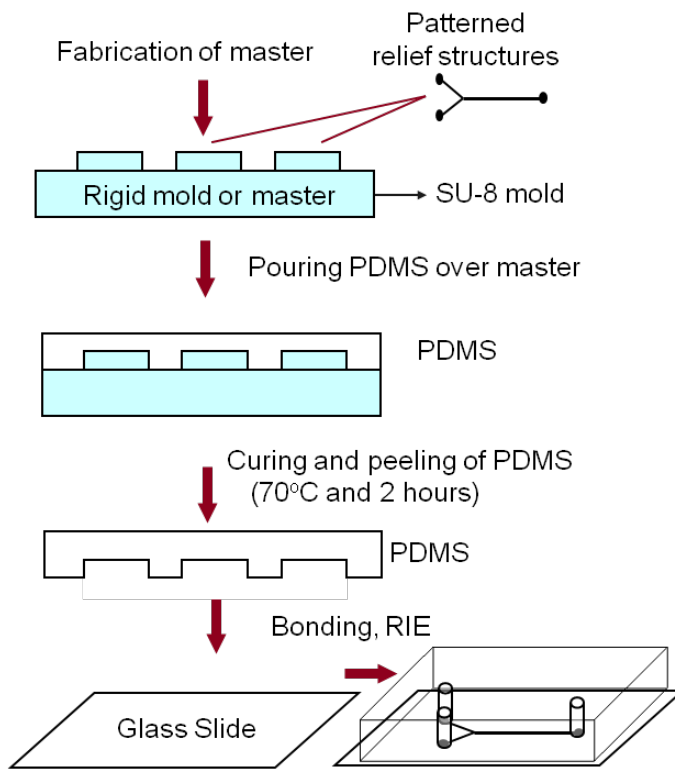 Patterned
relief structures
Fabrication of master
Rigid mold or master
SU-8 mold
Pouring PDMS over master
PDMS
Curing and peeling of PDMS
(70°C and 2 hours)
PDMS
Bonding, RIE
Glass Slide